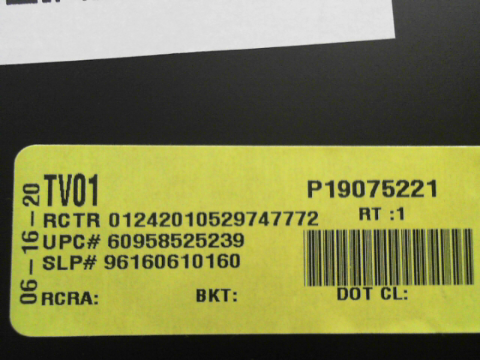 06-16-20
TV01
P19075221
RCTR 01242010529747772
RT :1
UPC# 60958525239
SLP# 96160610160
RCRA:
BKT:
DOT CL: